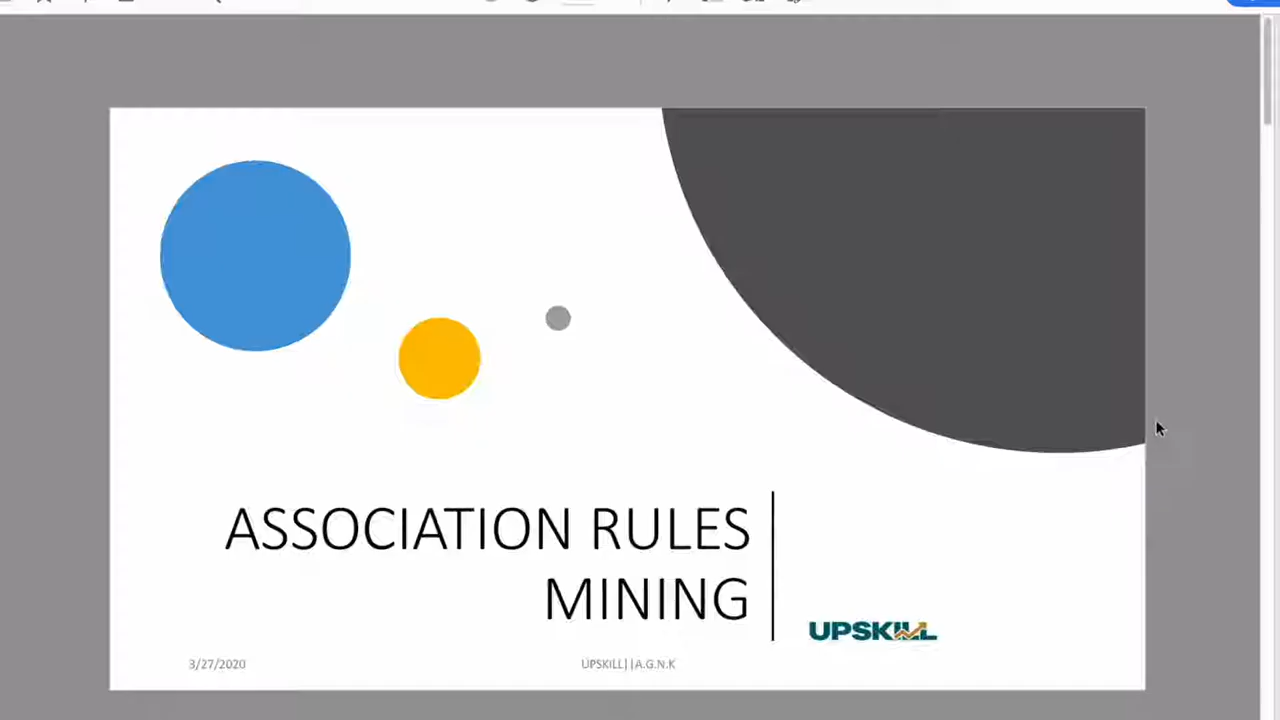 ASSOCIATION RULES
MINING
UPSKILL
3/27/2020
UPSKILL||A.G.N.K